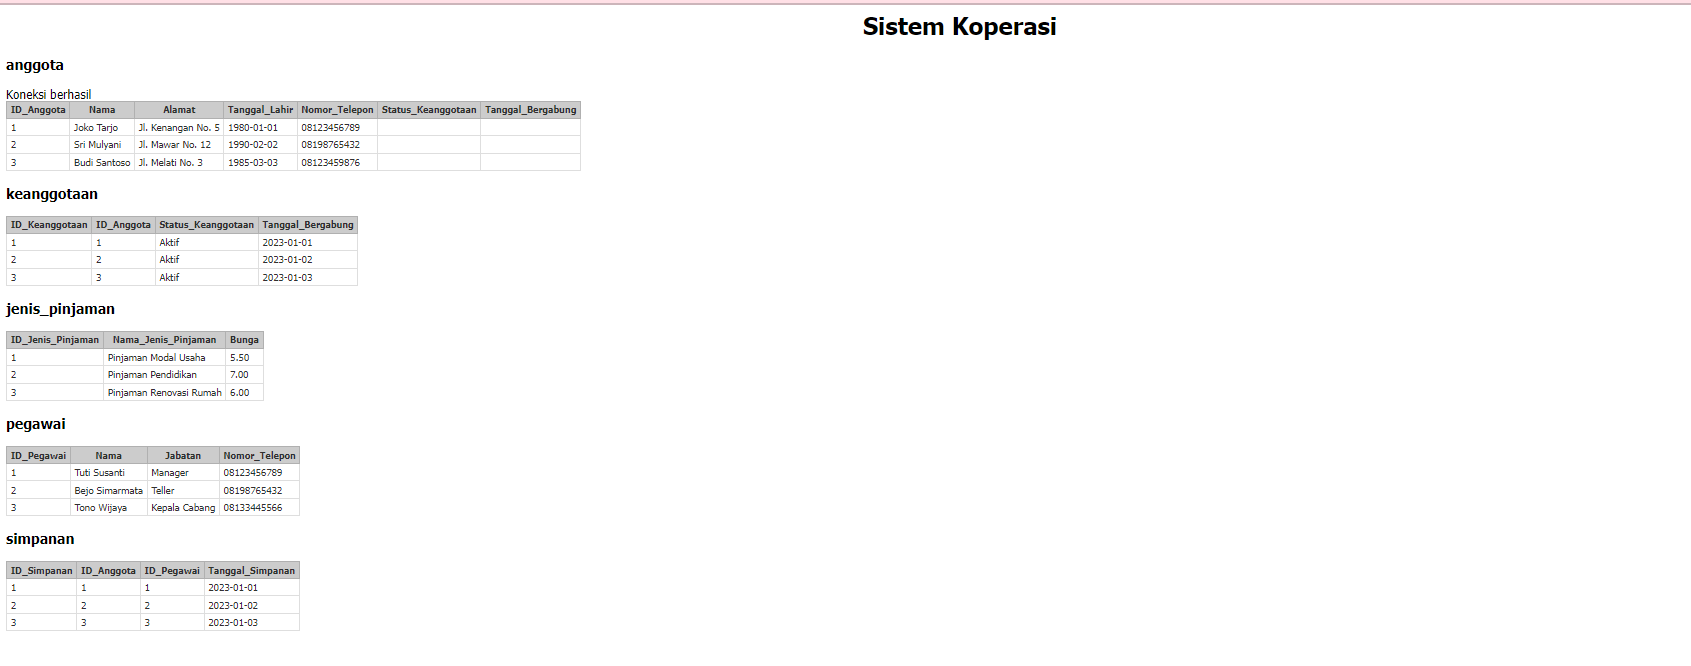 Sistem Koperasi
anggota
Koneksi berhasil
ID_Anggota Nama Alamat Tanggal_Lahir Nomor_Telepon Status_Keanggotaan Tanggal_Bergabung
1 Joko Tarjo Jl. Kenangan No. 5 1980-01-01 08123456789
2 Sri Mulyani Jl. Mawar No. 12 1990-02-02 08198765432
3 Budi Santoso Jl. Melati No. 3 1985-03-03 08123459876
keanggotaan
ID_Keanggotaan ID_Anggota Status_Keanggotaan Tanggal_Bergabung
1 1 Aktif 2023-01-01
2 2 Aktif 2023-01-02
3 3 Aktif 2023-01-03
jenis_pinjaman
ID_Jenis_Pinjaman Nama_Jenis_Pinjaman Bunga
1 Pinjaman Modal Usaha 5.50
2 Pinjaman Pendidikan 7.00
3 Pinjaman Renovasi Rumah 6.00
pegawai
ID_Pegawai Nama Jabatan Nomor_Telepon
1 Tuti Susanti Manager 08123456789
2 Bejo Simarmata Teller 08198765432
3 Tono Wijaya Kepala Cabang 08133445566
simpanan
ID_Simpanan ID_Anggota ID_Pegawai Tanggal_Simpanan
1 1 1 2023-01-01
2 2 2 2023-01-02
3 3 3 2023-01-03